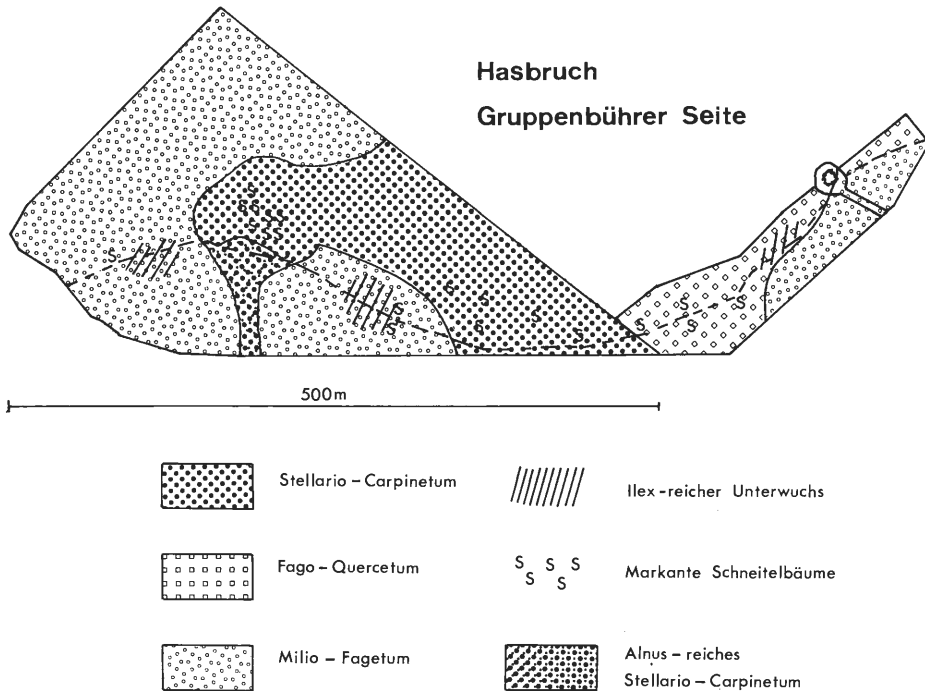 Hasbruch
Gruppenbührer Seite
S
S S
S S
S S
S
S
S S
S
S
S
S
S
S
S
S
S
S
500m
Stellario – Carpinetum
Ilex-reicher Unterwuchs
Fago – Quercetum
S S S S S
Markante Schneitelbäume
Milio – Fagetum
Alnus – reiches
Stellario – Carpinetum